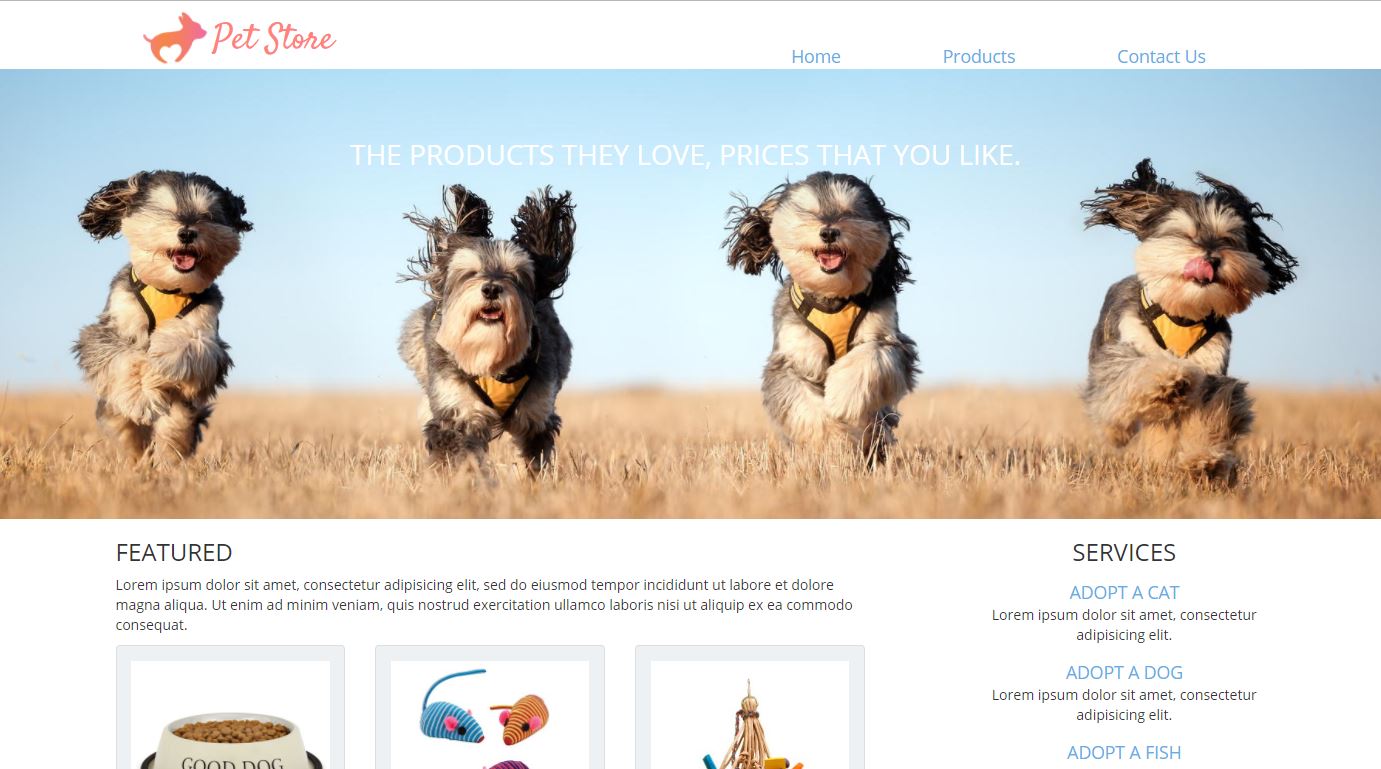 Pet Store
Home
Products
Contact Us
THE PRODUCTS THEY LOVE, PRICES THAT YOU LIKE.
FEATURED
Lorem ipsum dolor sit amet, consectetur adipisicing elit, sed do eiusmod tempor incididunt ut labore et dolore
magna aliqua. Ut enim ad minim veniam, quis nostrud exercitation ullamco laboris nisi ut aliquip ex ea commodo
consequat.
GOOD DOG
SERVICES
ADOPT A CAT
Lorem ipsum dolor sit amet, consectetur
adipisicing elit.
ADOPT A DOG
Lorem ipsum dolor sit amet, consectetur
adipisicing elit.
ADOPT A FISH